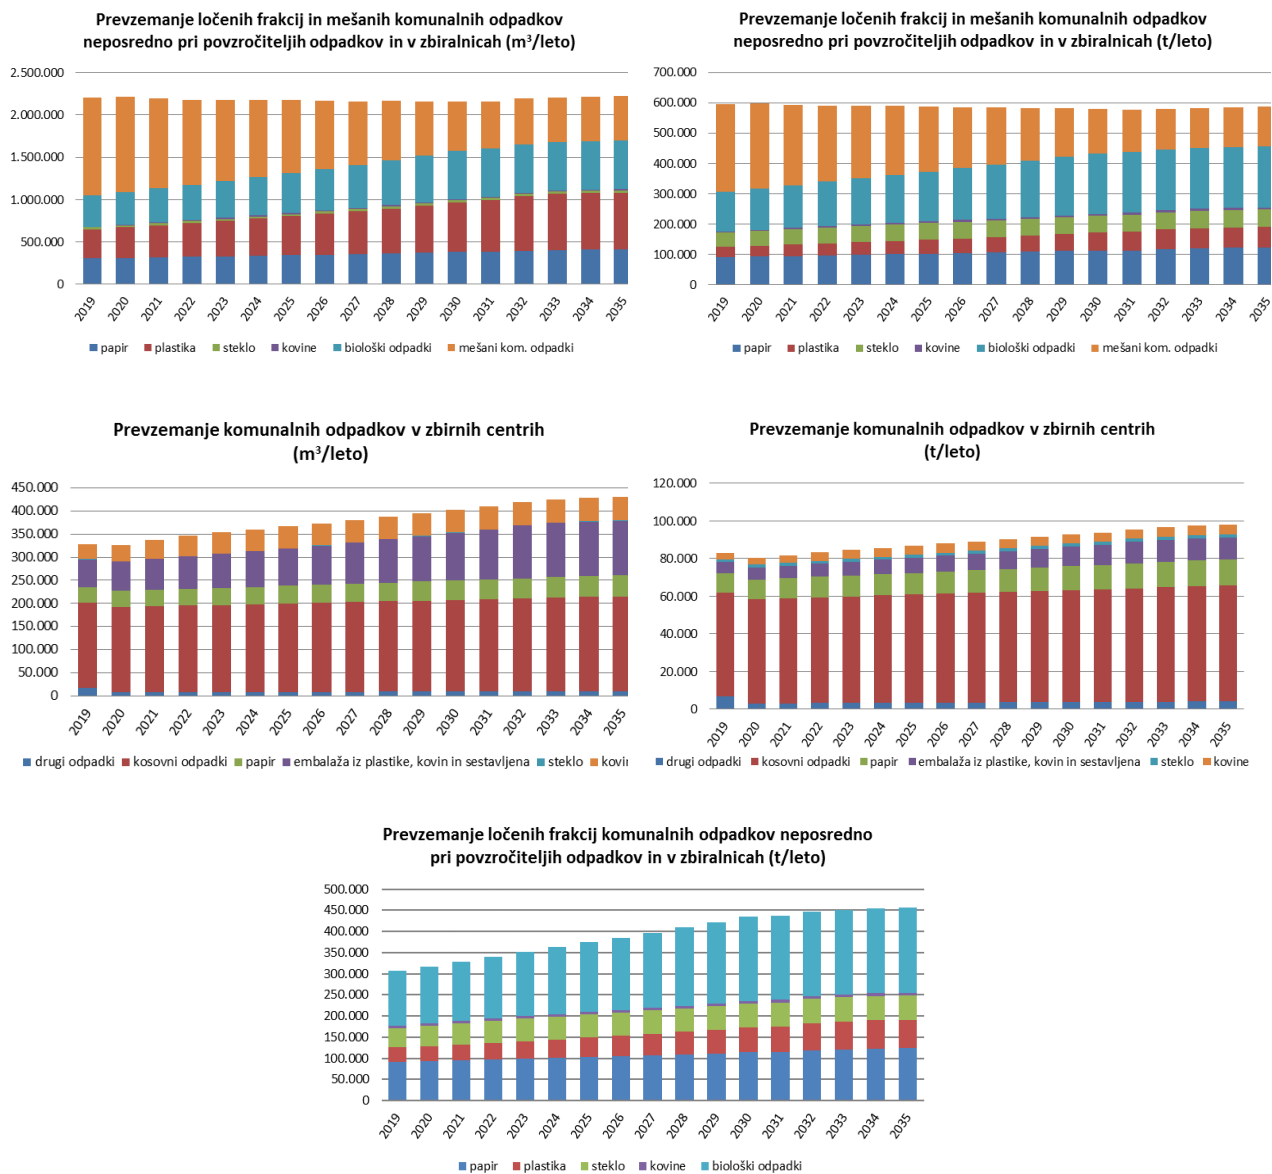 Prevzemanje ločenih frakcij in mešanih komunalnih odpadkov
neposredno pri povzročiteljih odpadkov in v zbiralnicah (m³/leto)
2.500.000
2.000.000
1.500.000
1.000.000
500.000
0
2019 2020 2021 2022 2023 2024 2025 2026 2027 2028 2029 2030 2031 2032 2033 2034 2035
papir plastika steklo kovine biološki odpadki mešani kom. odpadki
Prevzemanje ločenih frakcij in mešanih komunalnih odpadkov
neposredno pri povzročiteljih odpadkov in v zbiralnicah (t/leto)
700.000
600.000
500.000
400.000
300.000
200.000
100.000
0
2019 2020 2021 2022 2023 2024 2025 2026 2027 2028 2029 2030 2031 2032 2033 2034 2035
papir plastika steklo kovine biološki odpadki mešani kom. odpadki
Prevzemanje komunalnih odpadkov v zbirnih centrih
(m³/leto)
450.000
400.000
350.000
300.000
250.000
200.000
150.000
100.000
50.000
0
2019 2020 2021 2022 2023 2024 2025 2026 2027 2028 2029 2030 2031 2032 2033 2034 2035
drugi odpadki kosovni odpadki papir embalaža iz plastike, kovin in sestavljena steklo kovin
Prevzemanje komunalnih odpadkov v zbirnih centrih
(t/leto)
120.000
100.000
80.000
60.000
40.000
20.000
0
2019 2020 2021 2022 2023 2024 2025 2026 2027 2028 2029 2030 2031 2032 2033 2034 2035
drugi odpadki kosovni odpadki papir embalaža iz plastike, kovin in sestavljena steklo kovine
Prevzemanje ločenih frakcij komunalnih odpadkov neposredno
pri povzročiteljih odpadkov in v zbiralnicah (t/leto)
500.000
450.000
400.000
350.000
300.000
250.000
200.000
150.000
100.000
50.000
0
2019 2020 2021 2022 2023 2024 2025 2026 2027 2028 2029 2030 2031 2032 2033 2034 2035
papir plastika steklo kovine biološki odpadki